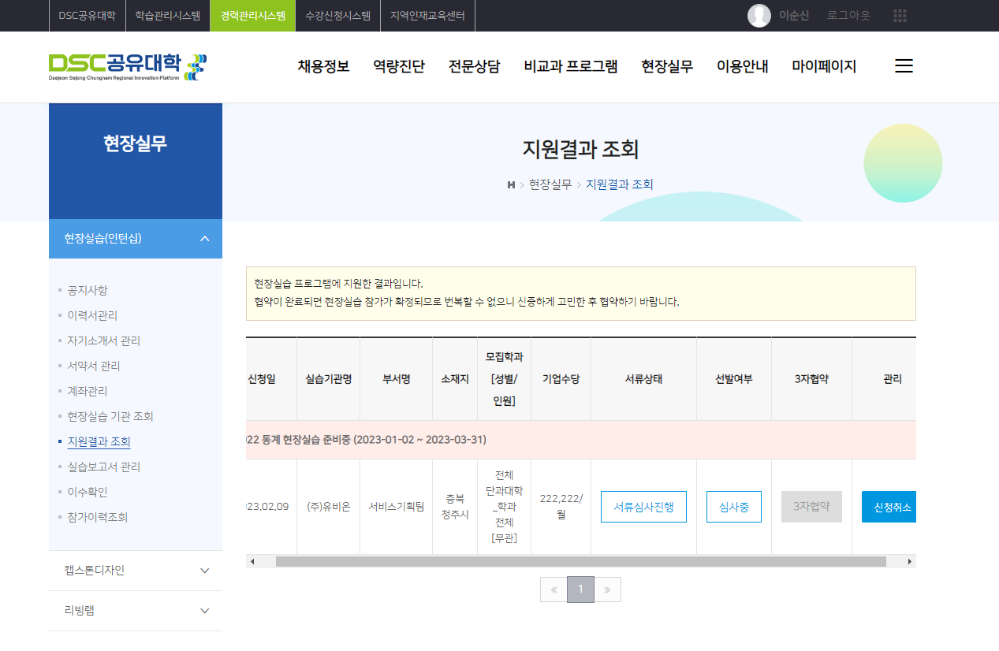 DSC공유대학 학습관리시스템 경력관리시스템 수강신청시스템 지역인재교육센터 이순신 로그아웃
DSC공유대학
Daejeon·Sejong·Chungnam Regional Innovation Platform
채용정보 역량진단 전문상담 비교과 프로그램 현장실무 이용안내 마이페이지
현장실무
지원결과 조회
현장실무 > 지원결과 조회
현장실습(인턴십)
공지사항
이력서관리
자기소개서 관리
서약서 관리
계좌관리
현장실습 기관 조회
지원결과 조회
실습보고서 관리
이수확인
참가이력조회
캡스톤디자인
리빙랩
현장실습 프로그램에 지원한 결과입니다.
협약이 완료되면 현장실습 참가가 확정되므로 번복할 수 없으니 신중하게 고민한 후 협약하기 바랍니다.
신청일 실습기관명 부서명 소재지 모집학과 [성별/ 인원] 기업수당 서류상태 선발여부 3자협약 관리
22 동계 현장실습 준비중 (2023-01-02 ~ 2023-03-31)
23.02.09 (주)유비온 서비스기획팀 충북 청주시 전체 단과대학 _학과 전체 [무관] 222,222/ 월 서류심사진행 심사중 3자협약 신청취소
« 1 »